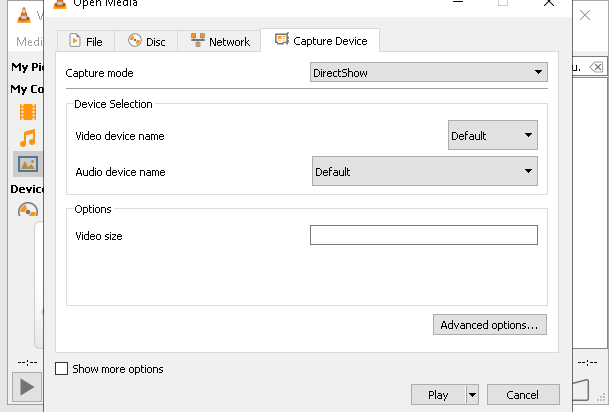 Open Media
File
Disc
Network
Capture Device
Medi
My Pi
My Co
Device
u.
Capture mode
DirectShow
Device Selection
Video device name
Default
Audio device name
Default
Options
Video size
Advanced options...
--:--
--:--
Show more options
Play
Cancel